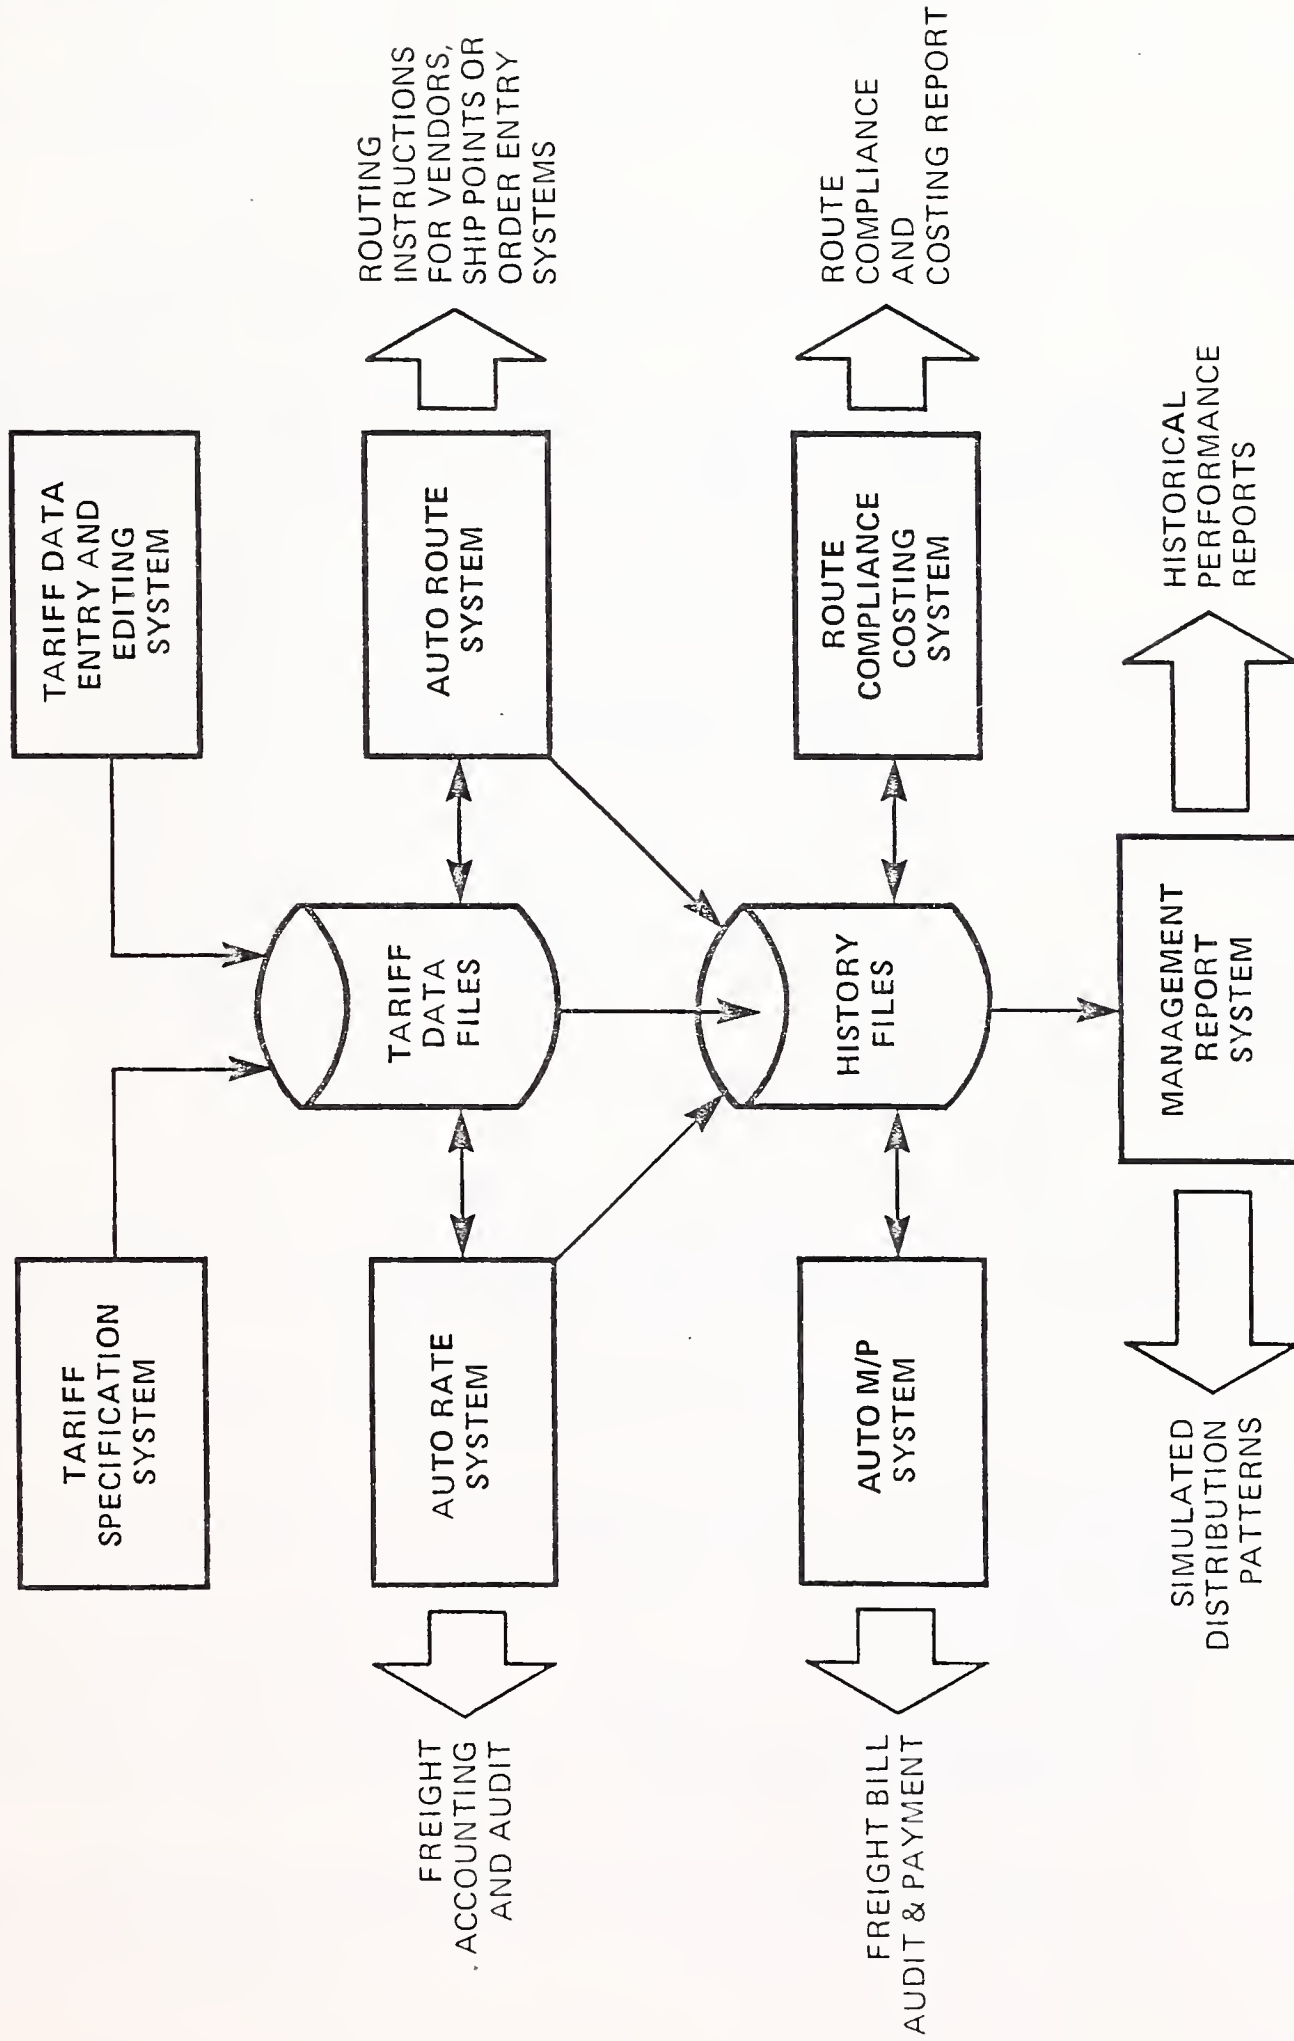 TARIFF
SPECIFICATION
SYSTEM
TARIFF DATA
ENTRY AND
EDITING
SYSTEM
FREIGHT
ACCOUNTING
AND AUDIT
AUTO RATE
SYSTEM
TARIFF
DATA
FILES
AUTO ROUTE
SYSTEM
ROUTING
INSTRUCTIONS
FOR VENDORS,
SHIP POINTS OR
ORDER ENTRY
SYSTEMS
FREIGHT BILL
AUDIT & PAYMENT
AUTO M/P
SYSTEM
HISTORY
FILES
ROUTE
COMPLIANCE
COSTING
SYSTEM
ROUTE
COMPLIANCE
AND
COSTING REPORT
SIMULATED
DISTRIBUTION
PATTERNS
MANAGEMENT
REPORT
SYSTEM
HISTORICAL
PERFORMANCE
REPORTS